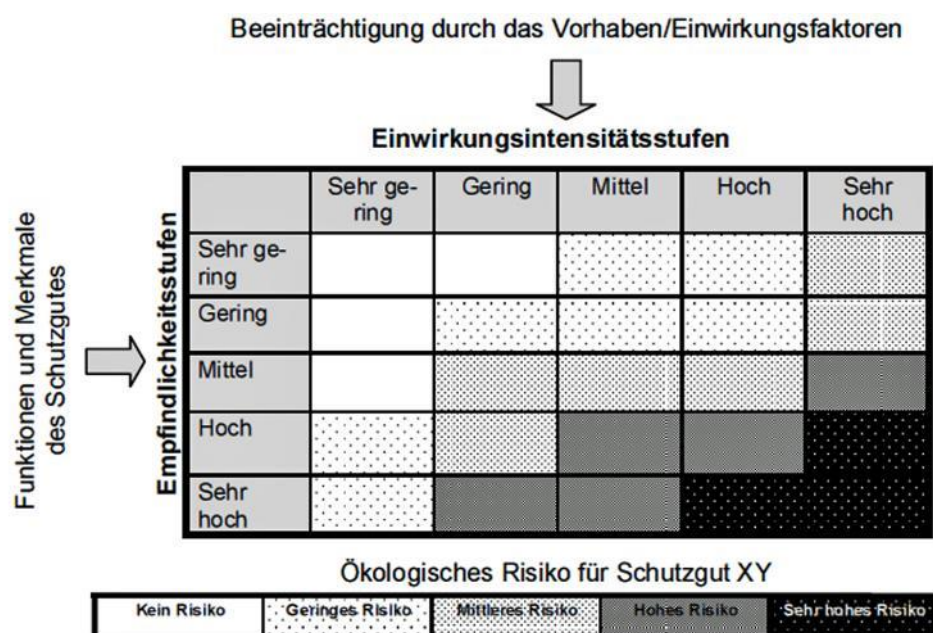 Beeinträchtigung durch das Vorhaben/Einwirkungsfaktoren
Einwirkungsintensitätsstufen
Funktionen und Merkmale
des Schutzgutes
Empfindlichkeitsstufen
Sehr ge-
ring
Gering
Mittel
Hoch
Sehr
hoch
Sehr ge-
ring
Gering
Mittel
Hoch
Sehr
hoch
Ökologisches Risiko für Schutzgut XY
Kein Risiko
Geringes Risiko
Mittleres Risiko
Hohes Risiko
Sehr hohes Risiko